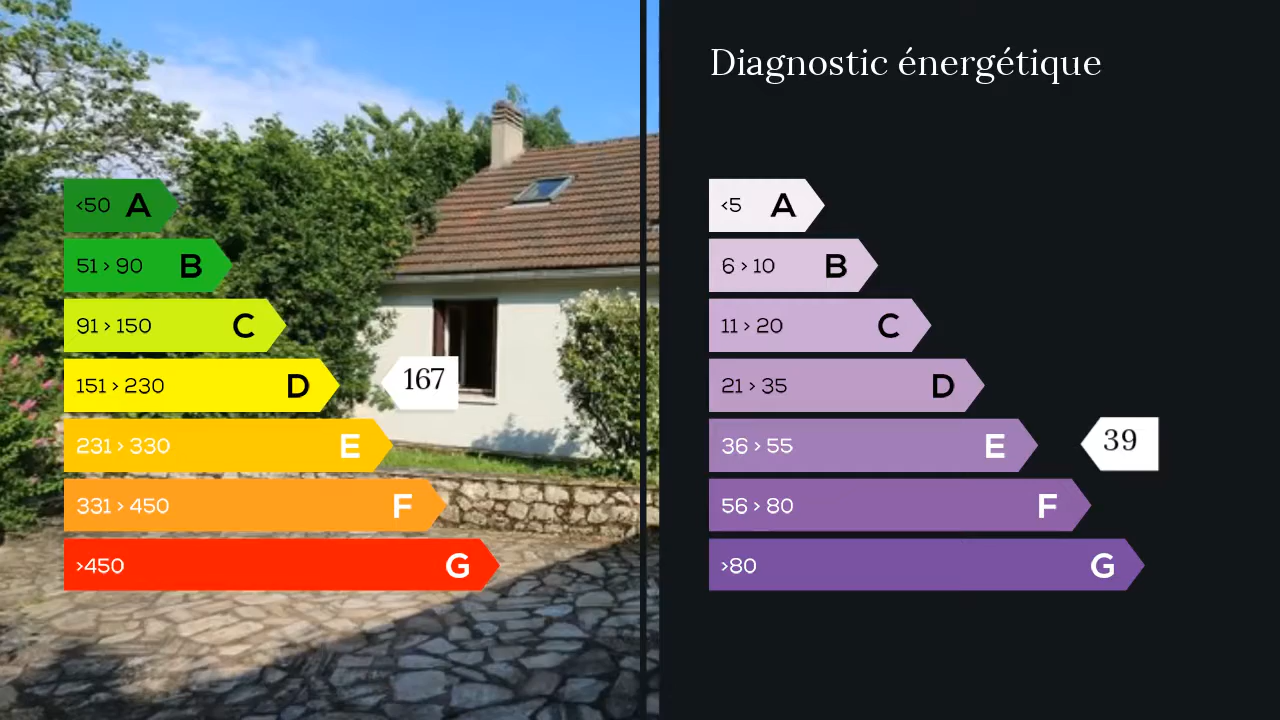 Diagnostic énergétique
<50 A
51 > 90 B
91 > 150 C
151 > 230 D
167
231 > 330 E
331 > 450 F
>450 G
<5 A
6 > 10 B
11 > 20 C
21 > 35 D
36 > 55 E
39
56 > 80 F
>80 G